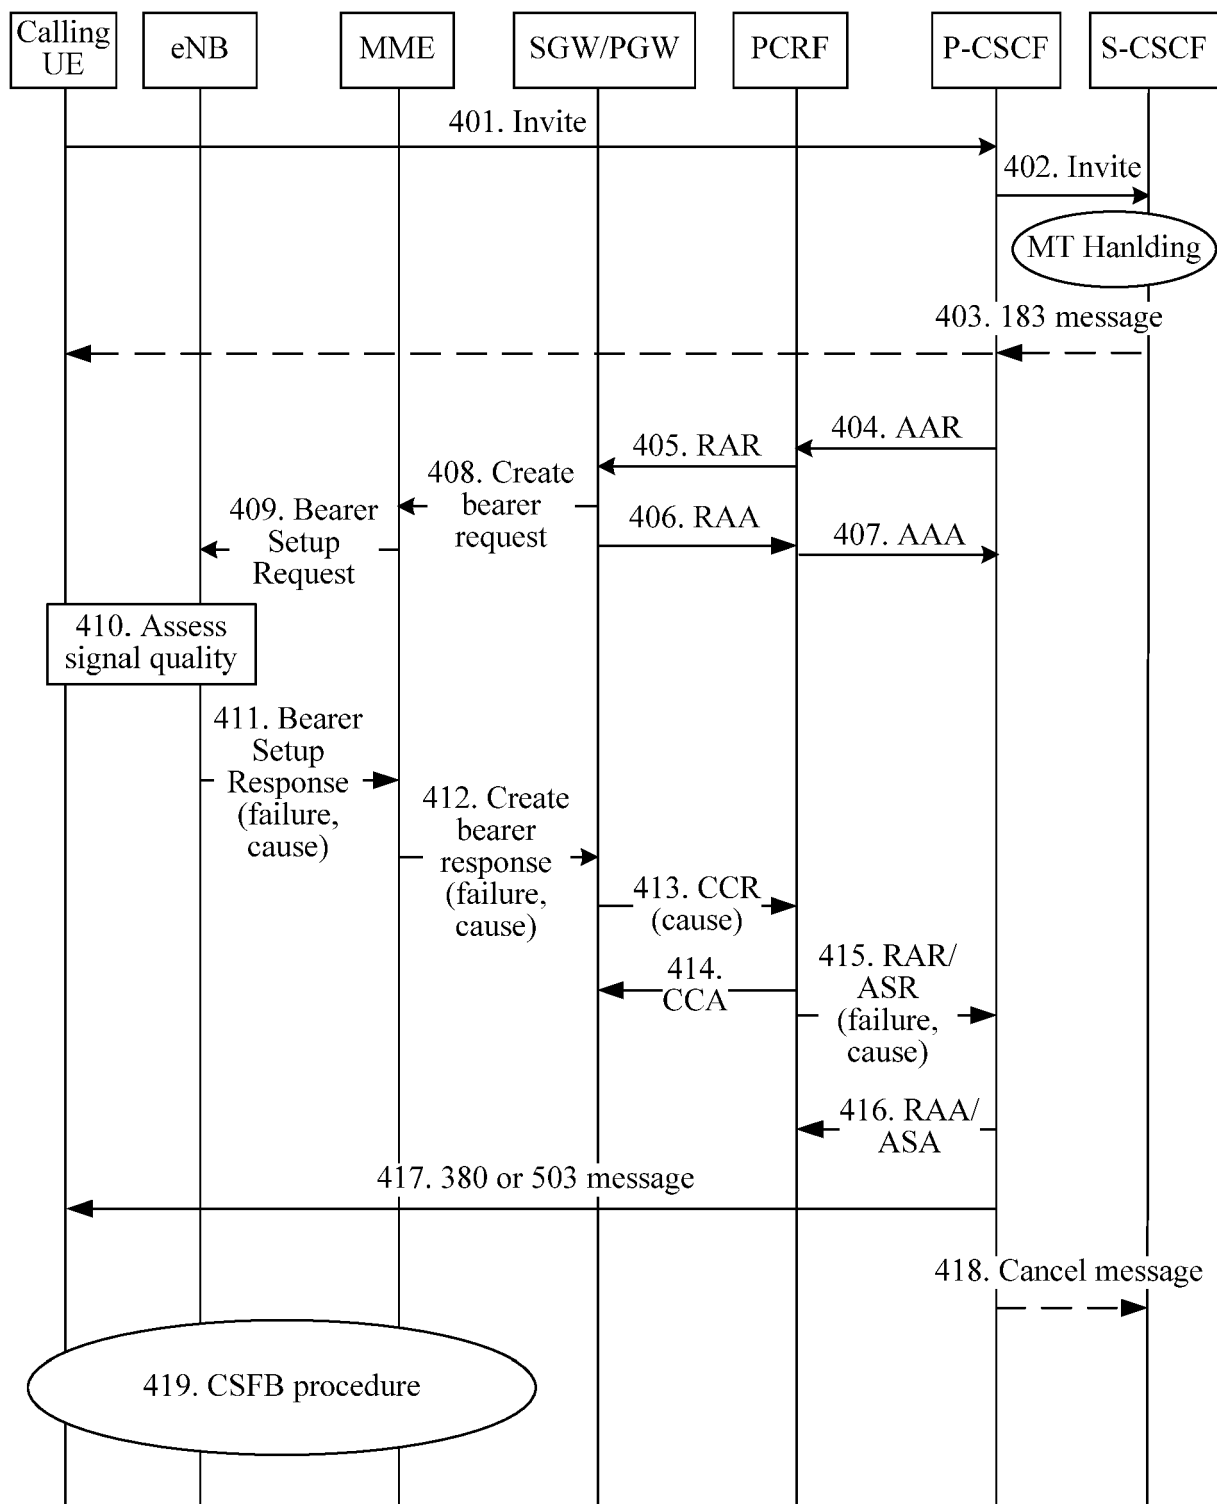 Calling
UE
eNB
MME
SGW/PGW
PCRF
P-CSCF
S-CSCF
401. Invite
402. Invite
MT Hanlding
403. 183 message
404. AAR
405. RAR
408. Create
bearer
request
409. Bearer
Setup
Request
406. RAA
407. AAA
410. Assess
signal quality
411. Bearer
Setup
Response
(failure,
cause)
412. Create
bearer
response
(failure,
cause)
413. CCR
(cause)
414.
CCA
415. RAR/
ASR
(failure,
cause)
416. RAA/
ASA
417. 380 or 503 message
418. Cancel message
419. CSFB procedure